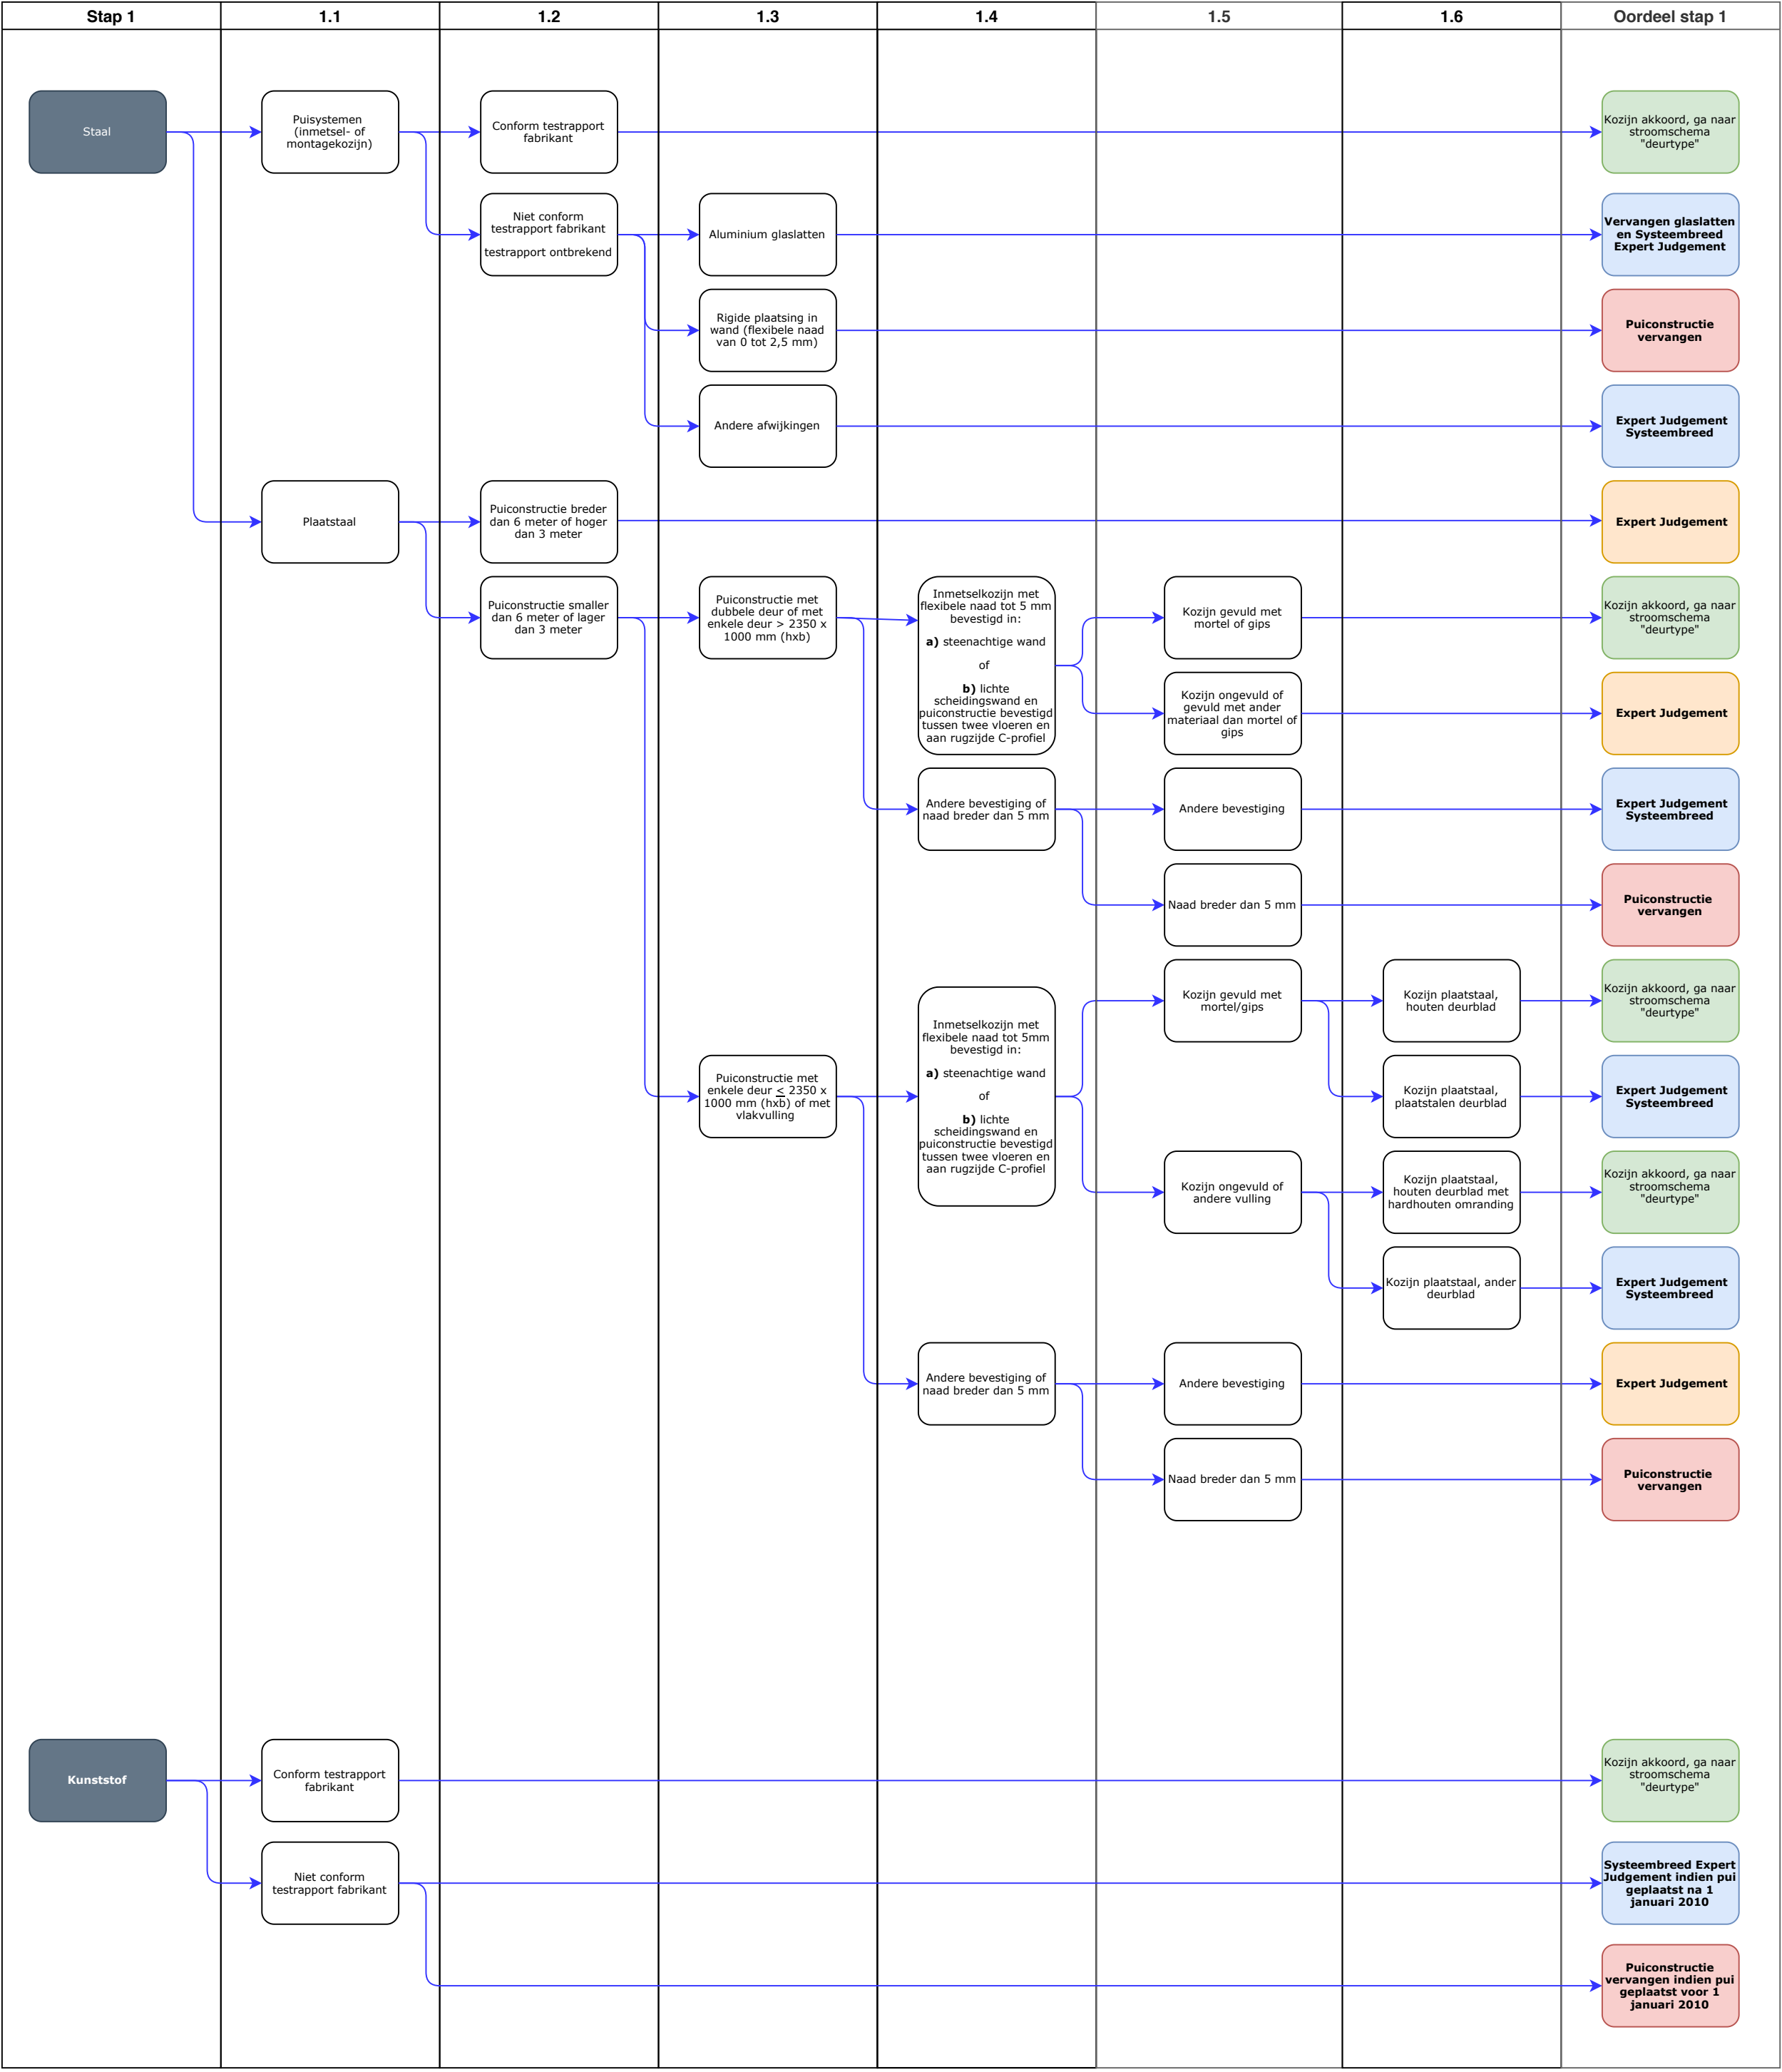 Stap 1
1.1
1.2
1.3
1.4
1.5
1.6
Oordeel stap 1
Staal
Puisystemen
(inmetsel- of
montagekozijn)
Conform testrapport
fabrikant
Kozijn akkoord, ga naar
stroomschema
"deurtype"
Niet conform
testrapport fabrikant
testrapport ontbrekend
Aluminium glaslatten
Vervangen glaslatten
en Systeembreed
Expert Judgement
Rigide plaatsing in
wand (flexibele naad
van 0 tot 2,5 mm)
Puiconstructie
vervangen
Andere afwijkingen
Expert Judgement
Systeembreed
Plaatstaal
Puiconstructie breder
dan 6 meter of hoger
dan 3 meter
Expert Judgement
Puiconstructie smaller
dan 6 meter of lager
dan 3 meter
Puiconstructie met
dubbele deur of met
enkele deur > 2350 x
1000 mm (hxb)
Inmetselkozijn met
flexibele naad tot 5 mm
bevestigd in:
a) steenachtige wand
of
b) lichte
scheidingswand en
puiconstructie bevestigd
tussen twee vloeren en
aan rugzijde C-profiel
Kozijn gevuld met
mortel of gips
Kozijn akkoord, ga naar
stroomschema
"deurtype"
Kozijn ongevuld of
gevuld met ander
materiaal dan mortel of
gips
Expert Judgement
Andere bevestiging of
naad breder dan 5 mm
Andere bevestiging
Expert Judgement
Systeembreed
Naad breder dan 5 mm
Puiconstructie
vervangen
Puiconstructie met
enkele deur ≤ 2350 x
1000 mm (hxb) of met
vlakvulling
Inmetselkozijn met
flexibele naad tot 5mm
bevestigd in:
a) steenachtige wand
of
b) lichte
scheidingswand en
puiconstructie bevestigd
tussen twee vloeren en
aan rugzijde C-profiel
Kozijn gevuld met
mortel/gips
Kozijn plaatstaal,
houten deurblad
Kozijn akkoord, ga naar
stroomschema
"deurtype"
Kozijn plaatstaal,
plaatstalen deurblad
Expert Judgement
Systeembreed
Kozijn ongevuld of
andere vulling
Kozijn plaatstaal,
houten deurblad met
hardhouten omranding
Kozijn akkoord, ga naar
stroomschema
"deurtype"
Kozijn plaatstaal, ander
deurblad
Expert Judgement
Systeembreed
Andere bevestiging of
naad breder dan 5 mm
Andere bevestiging
Expert Judgement
Naad breder dan 5 mm
Puiconstructie
vervangen
Kunststof
Conform testrapport
fabrikant
Kozijn akkoord, ga naar
stroomschema
"deurtype"
Niet conform
testrapport fabrikant
Systeembreed Expert
Judgement indien pui
geplaatst na 1
januari 2010
Puiconstructie
vervangen indien pui
geplaatst voor 1
januari 2010